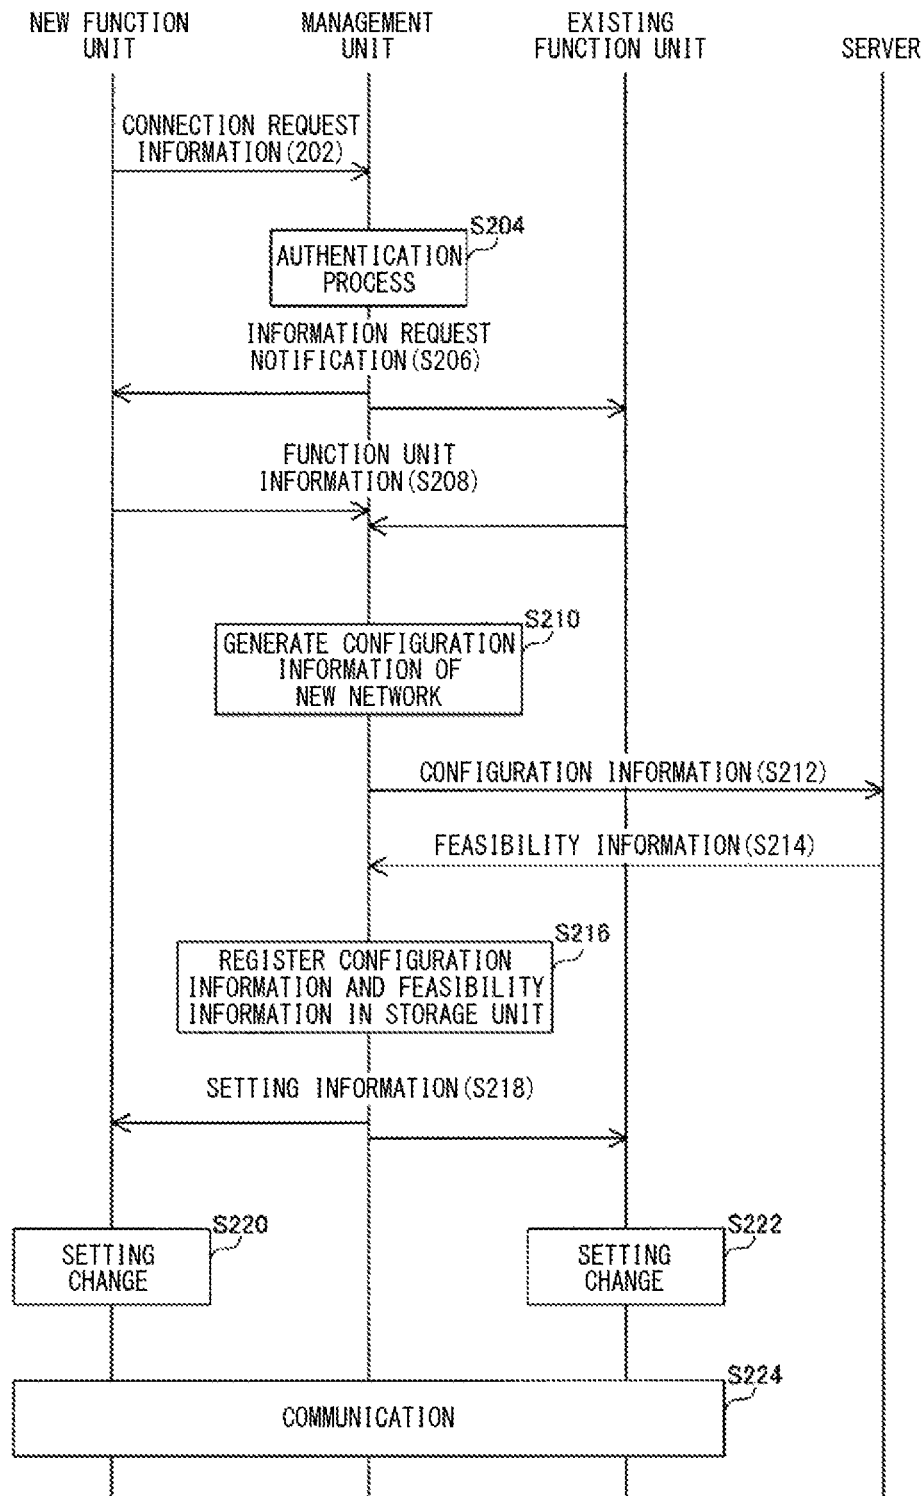 NEW FUNCTION
UNIT
MANAGEMENT
UNIT
EXISTING
FUNCTION UNIT
SERVER
CONNECTION REQUEST
INFORMATION(202)
S204
AUTHENTICATION
PROCESS
INFORMATION REQUEST
NOTIFICATION(S206)
FUNCTION UNIT
INFORMATION(S208)
S210
GENERATE CONFIGURATION
INFORMATION OF
NEW NETWORK
CONFIGURATION INFORMATION(S212)
FEASIBILITY INFORMATION(S214)
S216
REGISTER CONFIGURATION
INFORMATION AND FEASIBILITY
INFORMATION IN STORAGE UNIT
SETTING INFORMATION(S218)
S220
SETTING
CHANGE
S222
SETTING
CHANGE
S224
COMMUNICATION